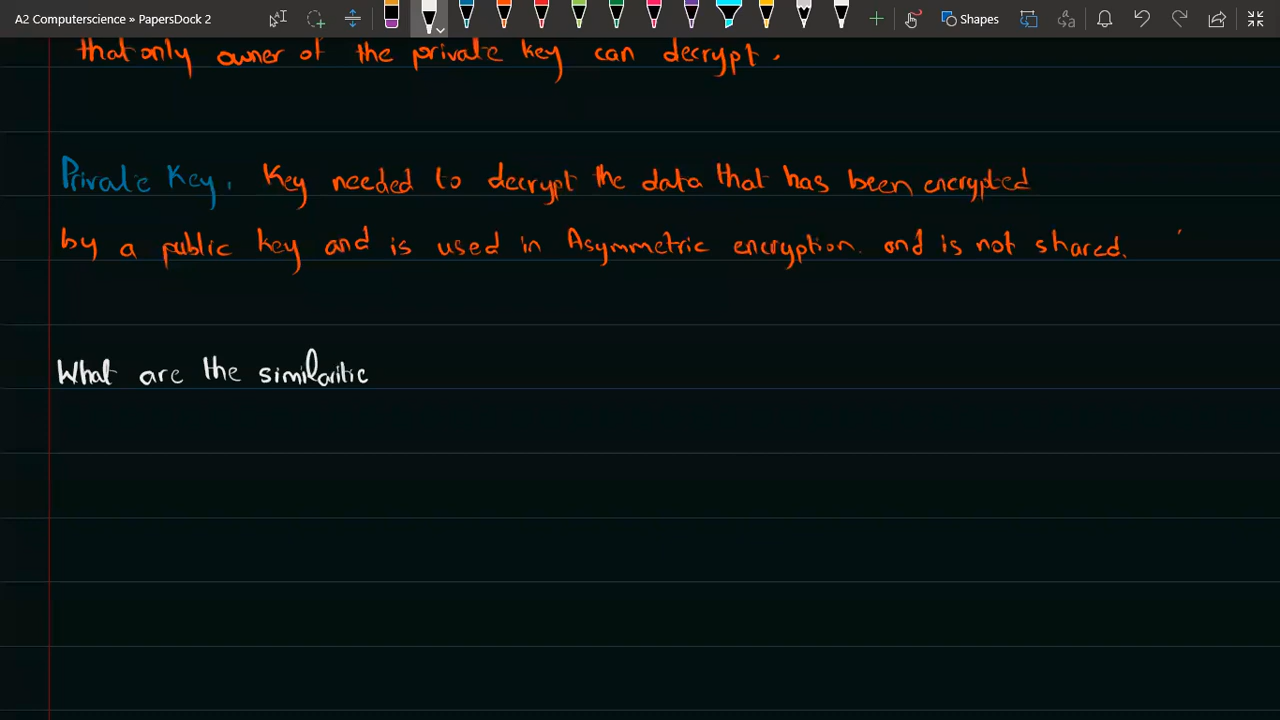 A2 Computerscience » PapersDock 2
Shapes
that only owner of the private key can decrypt.
Private Key, Key needed to decrypt the data that has been encrypted
by a public key and is used in Asymmetric encryption. and is not shared.
What are the similaritie